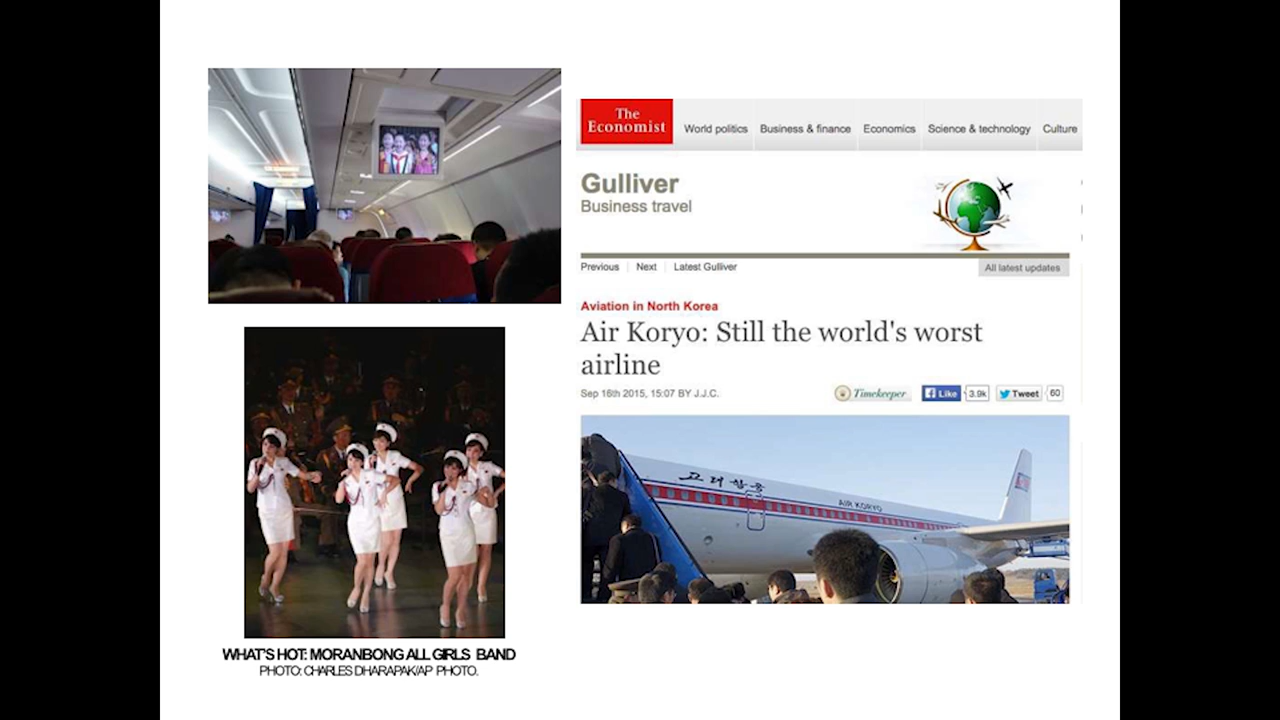 The
Economist
World politics
Business & finance
Economics
Science & technology
Culture
Gulliver
Business travel
Previous
Next
Latest Gulliver
All latest updates
Aviation in North Korea
Air Koryo: Still the world's worst
airline
Sep 16th 2015, 15:07 BY J.J.C.
Timekeeper
Like
3.9k
Tweet
60
고려항공
AIR KORYO
WHAT'S HOT: MORANBONG ALL GIRLS BAND
PHOTO: CHARLES DHARAPAK/AP PHOTO.